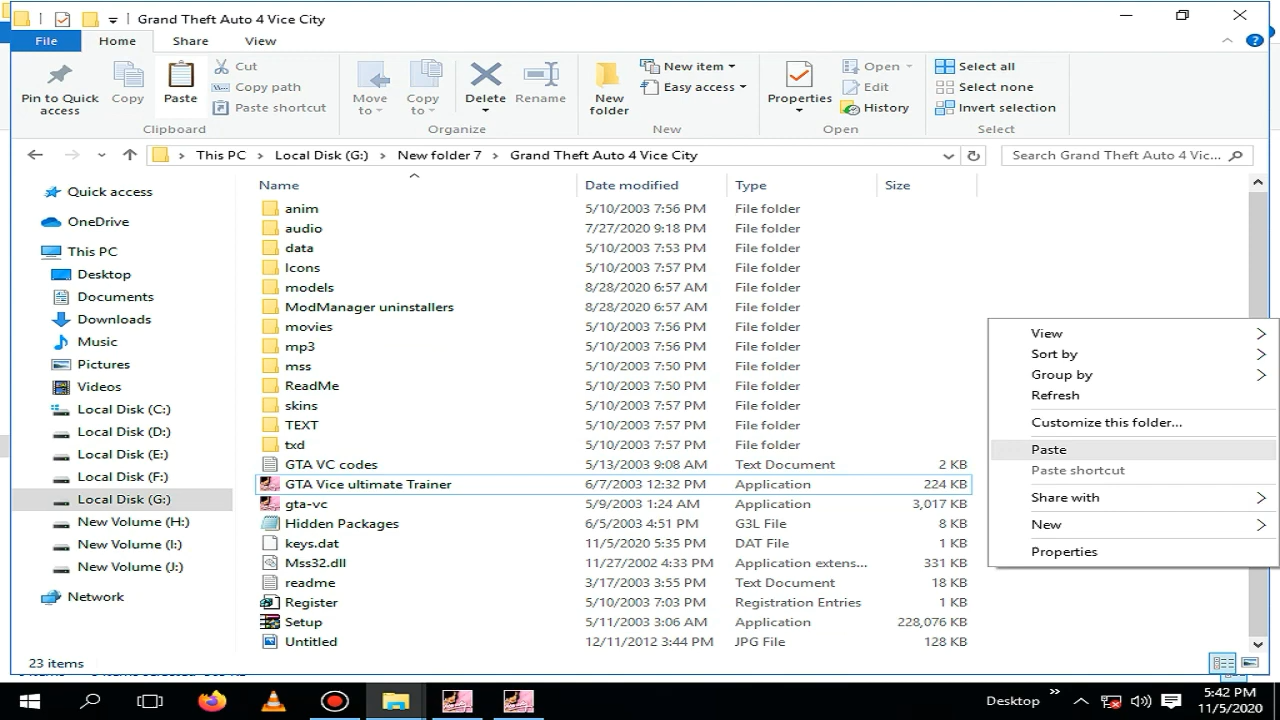 Grand Theft Auto 4 Vice City
File Home Share View
Pin to Quick access
Copy
Paste
Cut
Copy path
Paste shortcut
Clipboard
Move to
Copy to
Delete
Rename
Organize
New folder
New item
Easy access
New
Properties
Open
Edit
History
Open
Select all
Select none
Invert selection
Select
This PC > Local Disk (G:) > New folder 7 > Grand Theft Auto 4 Vice City
Search Grand Theft Auto 4 Vic...
Quick access
OneDrive
This PC
Desktop
Documents
Downloads
Music
Pictures
Videos
Local Disk (C:)
Local Disk (D:)
Local Disk (E:)
Local Disk (F:)
Local Disk (G:)
New Volume (H:)
New Volume (I:)
New Volume (J:)
Network
Name Date modified Type Size
anim 5/10/2003 7:56 PM File folder
audio 7/27/2020 9:18 PM File folder
data 5/10/2003 7:53 PM File folder
Icons 5/10/2003 7:57 PM File folder
models 8/28/2020 6:57 AM File folder
ModManager uninstallers 8/28/2020 6:57 AM File folder
movies 5/10/2003 7:56 PM File folder
mp3 5/10/2003 7:56 PM File folder
mss 5/10/2003 7:50 PM File folder
ReadMe 5/10/2003 7:50 PM File folder
skins 5/10/2003 7:57 PM File folder
TEXT 5/10/2003 7:57 PM File folder
txd 5/10/2003 7:57 PM File folder
GTA VC codes 5/13/2003 9:08 AM Text Document 2 KB
GTA Vice ultimate Trainer 6/7/2003 12:32 PM Application 224 KB
gta-vc 5/9/2003 1:24 AM Application 3,017 KB
Hidden Packages 6/5/2003 4:51 PM G3L File 8 KB
keys.dat 11/5/2020 5:35 PM DAT File 1 KB
Mss32.dll 11/27/2002 4:33 PM Application extens... 331 KB
readme 3/17/2003 3:55 PM Text Document 18 KB
Register 5/10/2003 7:03 PM Registration Entries 1 KB
Setup 5/11/2003 3:06 AM Application 228,076 KB
Untitled 12/11/2012 3:44 PM JPG File 128 KB
View
Sort by
Group by
Refresh
Customize this folder...
Paste
Paste shortcut
Share with
New
Properties
23 items
Desktop
5:42 PM
11/5/2020